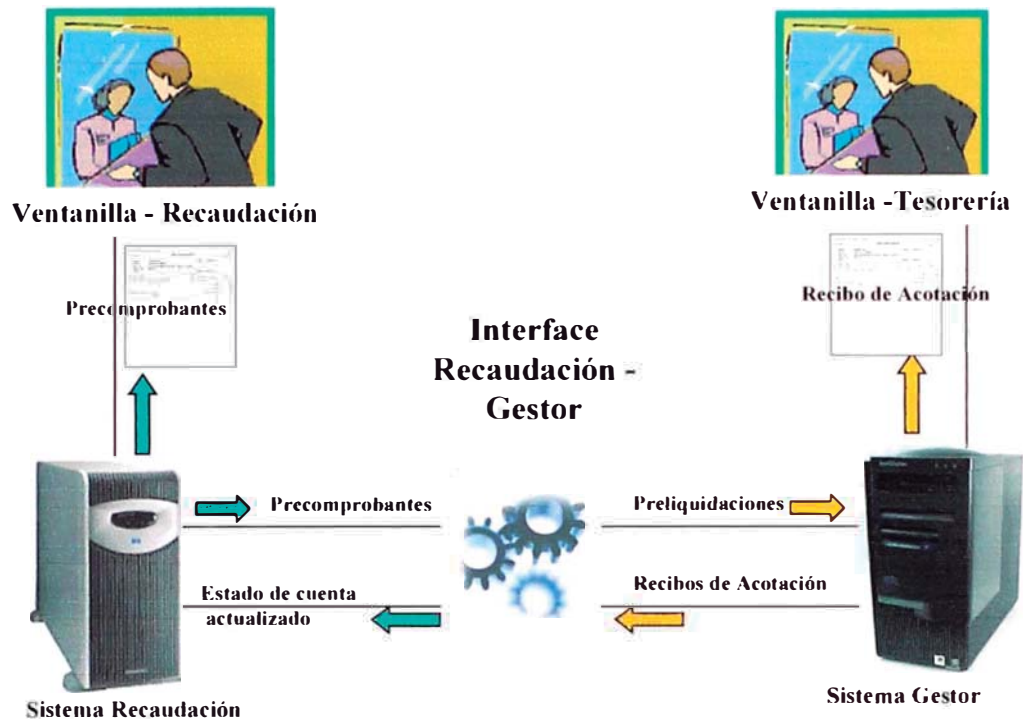 Ventanilla - Recaudación
Ventanilla -Tesorería
Precomprobantes
Recibo de Acotación
Interface
Recaudación -
Gestor
Precomprobantes
Preliquidaciones
Estado de cuenta
actualizado
Recibos de Acotación
Sistema Recaudación
Sistema Gestor